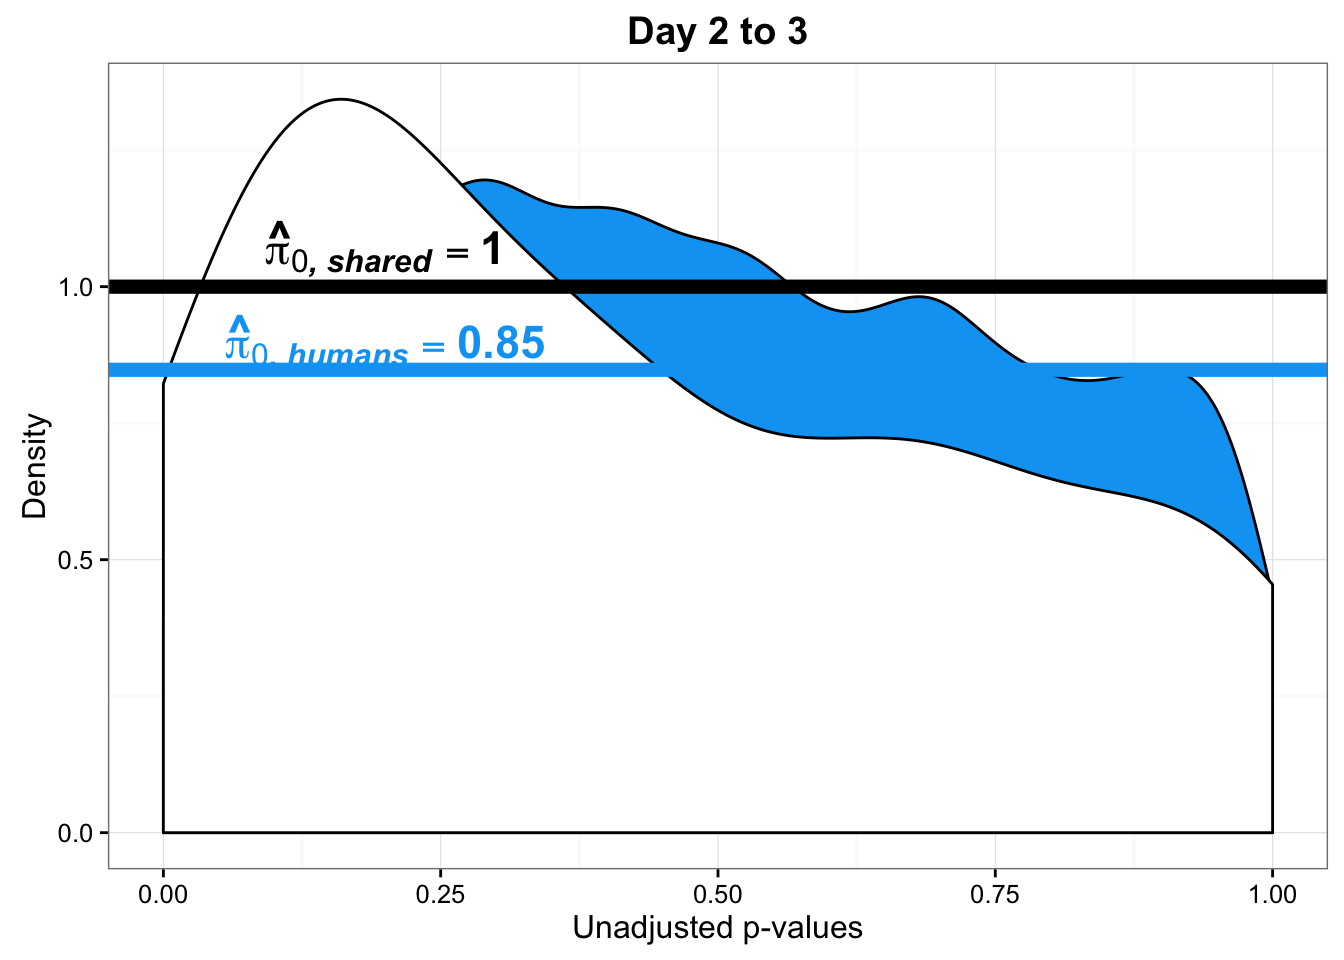 Day 2 to 3
π̂0, shared = 1
π̂0, humans = 0.85
Density
1.0
0.5
0.0
0.00 0.25 0.50 0.75 1.00
Unadjusted p-values